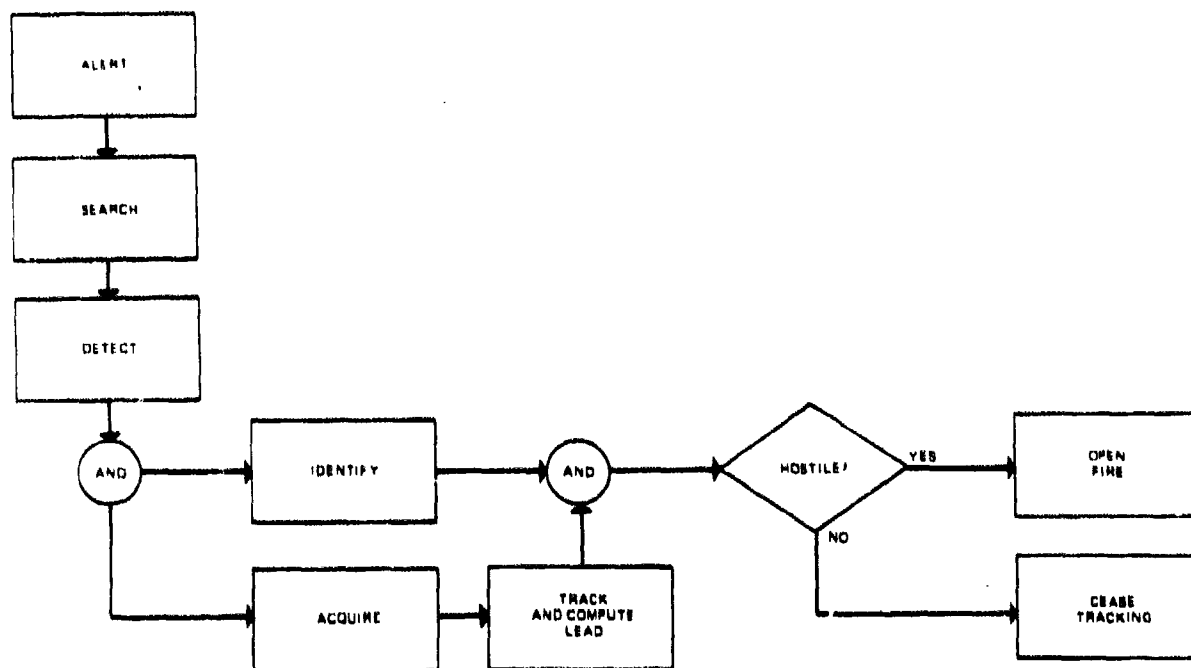 ALERT
SEARCH
DETECT
AND
IDENTIFY
AND
HOSTILE?
YES
OPEN
FIRE
NO
ACQUIRE
TRACK
AND COMPUTE
LEAD
CEASE
TRACKING